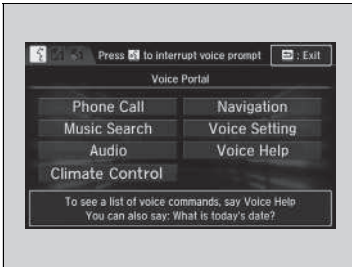 Press to interrupt voice prompt : Exit
Voice Portal
Phone Call Navigation
Music Search Voice Setting
Audio Voice Help
Climate Control
To see a list of voice commands, say Voice Help
You can also say: What is today's date?